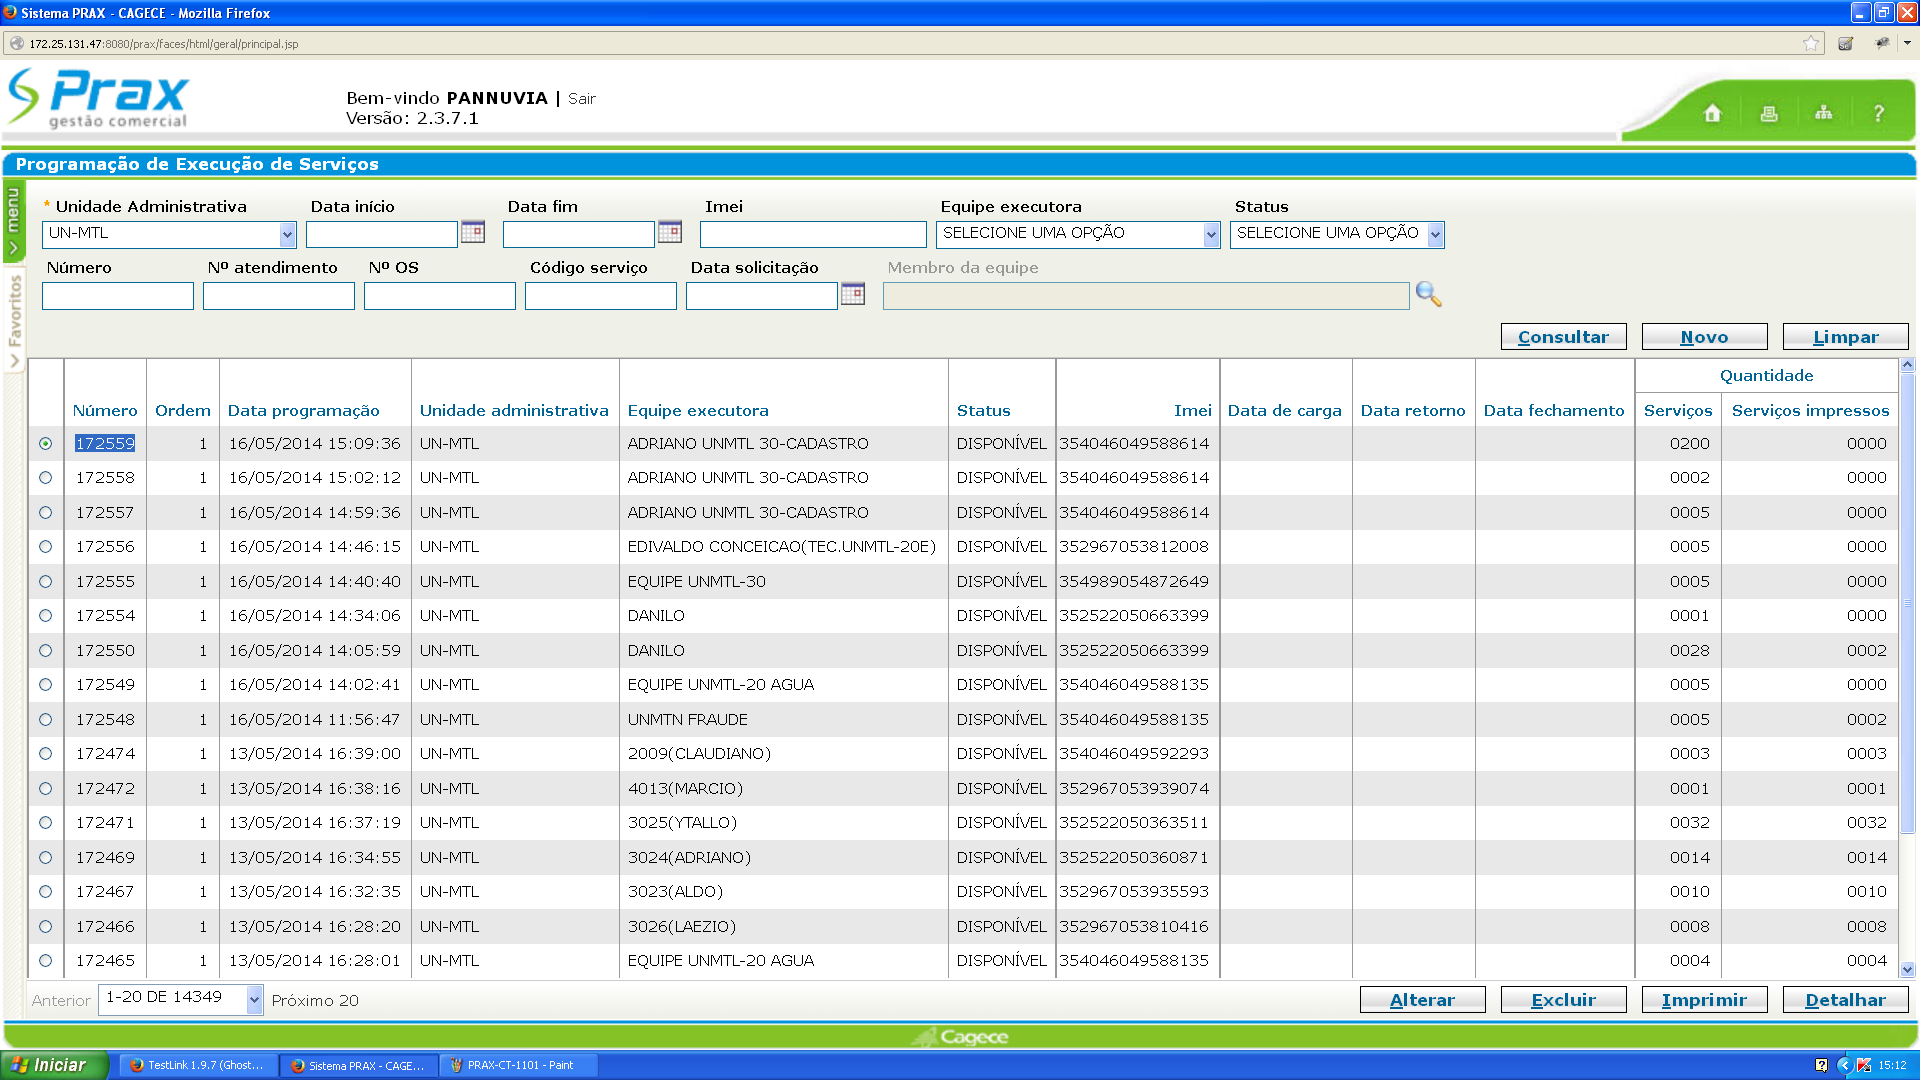 Sistema PRAX - CAGECE - Mozilla Firefox
172.25.131.47:8080/prax/faces/html/geral/principal.jsp
Prax
gestão comercial
Bem-vindo PANNUVIA | Sair
Versão: 2.3.7.1
?
Programação de Execução de Serviços
menu
Favoritos
* Unidade Administrativa Data início Data fim Imei Equipe executora Status
UN-MTL SELECIONE UMA OPÇÃO SELECIONE UMA OPÇÃO
Número Nº atendimento Nº OS Código serviço Data solicitação Membro da equipe
Consultar Novo Limpar
Quantidade
Número Ordem Data programação Unidade administrativa Equipe executora Status Imei Data de carga Data retorno Data fechamento Serviços Serviços impressos
172559 1 16/05/2014 15:09:36 UN-MTL ADRIANO UNMTL 30-CADASTRO DISPONÍVEL 354046049588614 0200 0000
172558 1 16/05/2014 15:02:12 UN-MTL ADRIANO UNMTL 30-CADASTRO DISPONÍVEL 354046049588614 0002 0000
172557 1 16/05/2014 14:59:36 UN-MTL ADRIANO UNMTL 30-CADASTRO DISPONÍVEL 354046049588614 0005 0000
172556 1 16/05/2014 14:46:15 UN-MTL EDIVALDO CONCEICAO(TEC.UNMTL-20E) DISPONÍVEL 352967053812008 0005 0000
172555 1 16/05/2014 14:40:40 UN-MTL EQUIPE UNMTL-30 DISPONÍVEL 354989054872649 0005 0000
172554 1 16/05/2014 14:34:06 UN-MTL DANILO DISPONÍVEL 352522050663399 0001 0000
172550 1 16/05/2014 14:05:59 UN-MTL DANILO DISPONÍVEL 352522050663399 0028 0002
172549 1 16/05/2014 14:02:41 UN-MTL EQUIPE UNMTL-20 AGUA DISPONÍVEL 354046049588135 0005 0000
172548 1 16/05/2014 11:56:47 UN-MTL UNMTN FRAUDE DISPONÍVEL 354046049588135 0005 0002
172474 1 13/05/2014 16:39:00 UN-MTL 2009(CLAUDIANO) DISPONÍVEL 354046049592293 0003 0003
172472 1 13/05/2014 16:38:16 UN-MTL 4013(MARCIO) DISPONÍVEL 352967053939074 0001 0001
172471 1 13/05/2014 16:37:19 UN-MTL 3025(YTALLO) DISPONÍVEL 352522050363511 0032 0032
172469 1 13/05/2014 16:34:55 UN-MTL 3024(ADRIANO) DISPONÍVEL 352522050360871 0014 0014
172467 1 13/05/2014 16:32:35 UN-MTL 3023(ALDO) DISPONÍVEL 352967053935593 0010 0010
172466 1 13/05/2014 16:28:20 UN-MTL 3026(LAEZIO) DISPONÍVEL 352967053810416 0008 0008
172465 1 13/05/2014 16:28:01 UN-MTL EQUIPE UNMTL-20 AGUA DISPONÍVEL 354046049588135 0004 0004
Anterior 1-20 DE 14349 Próximo 20 Alterar Excluir Imprimir Detalhar
Cagece
Iniciar TestLink 1.9.7 (Ghost... Sistema PRAX - CAGE... PRAX-CT-1101 - Paint 15:12